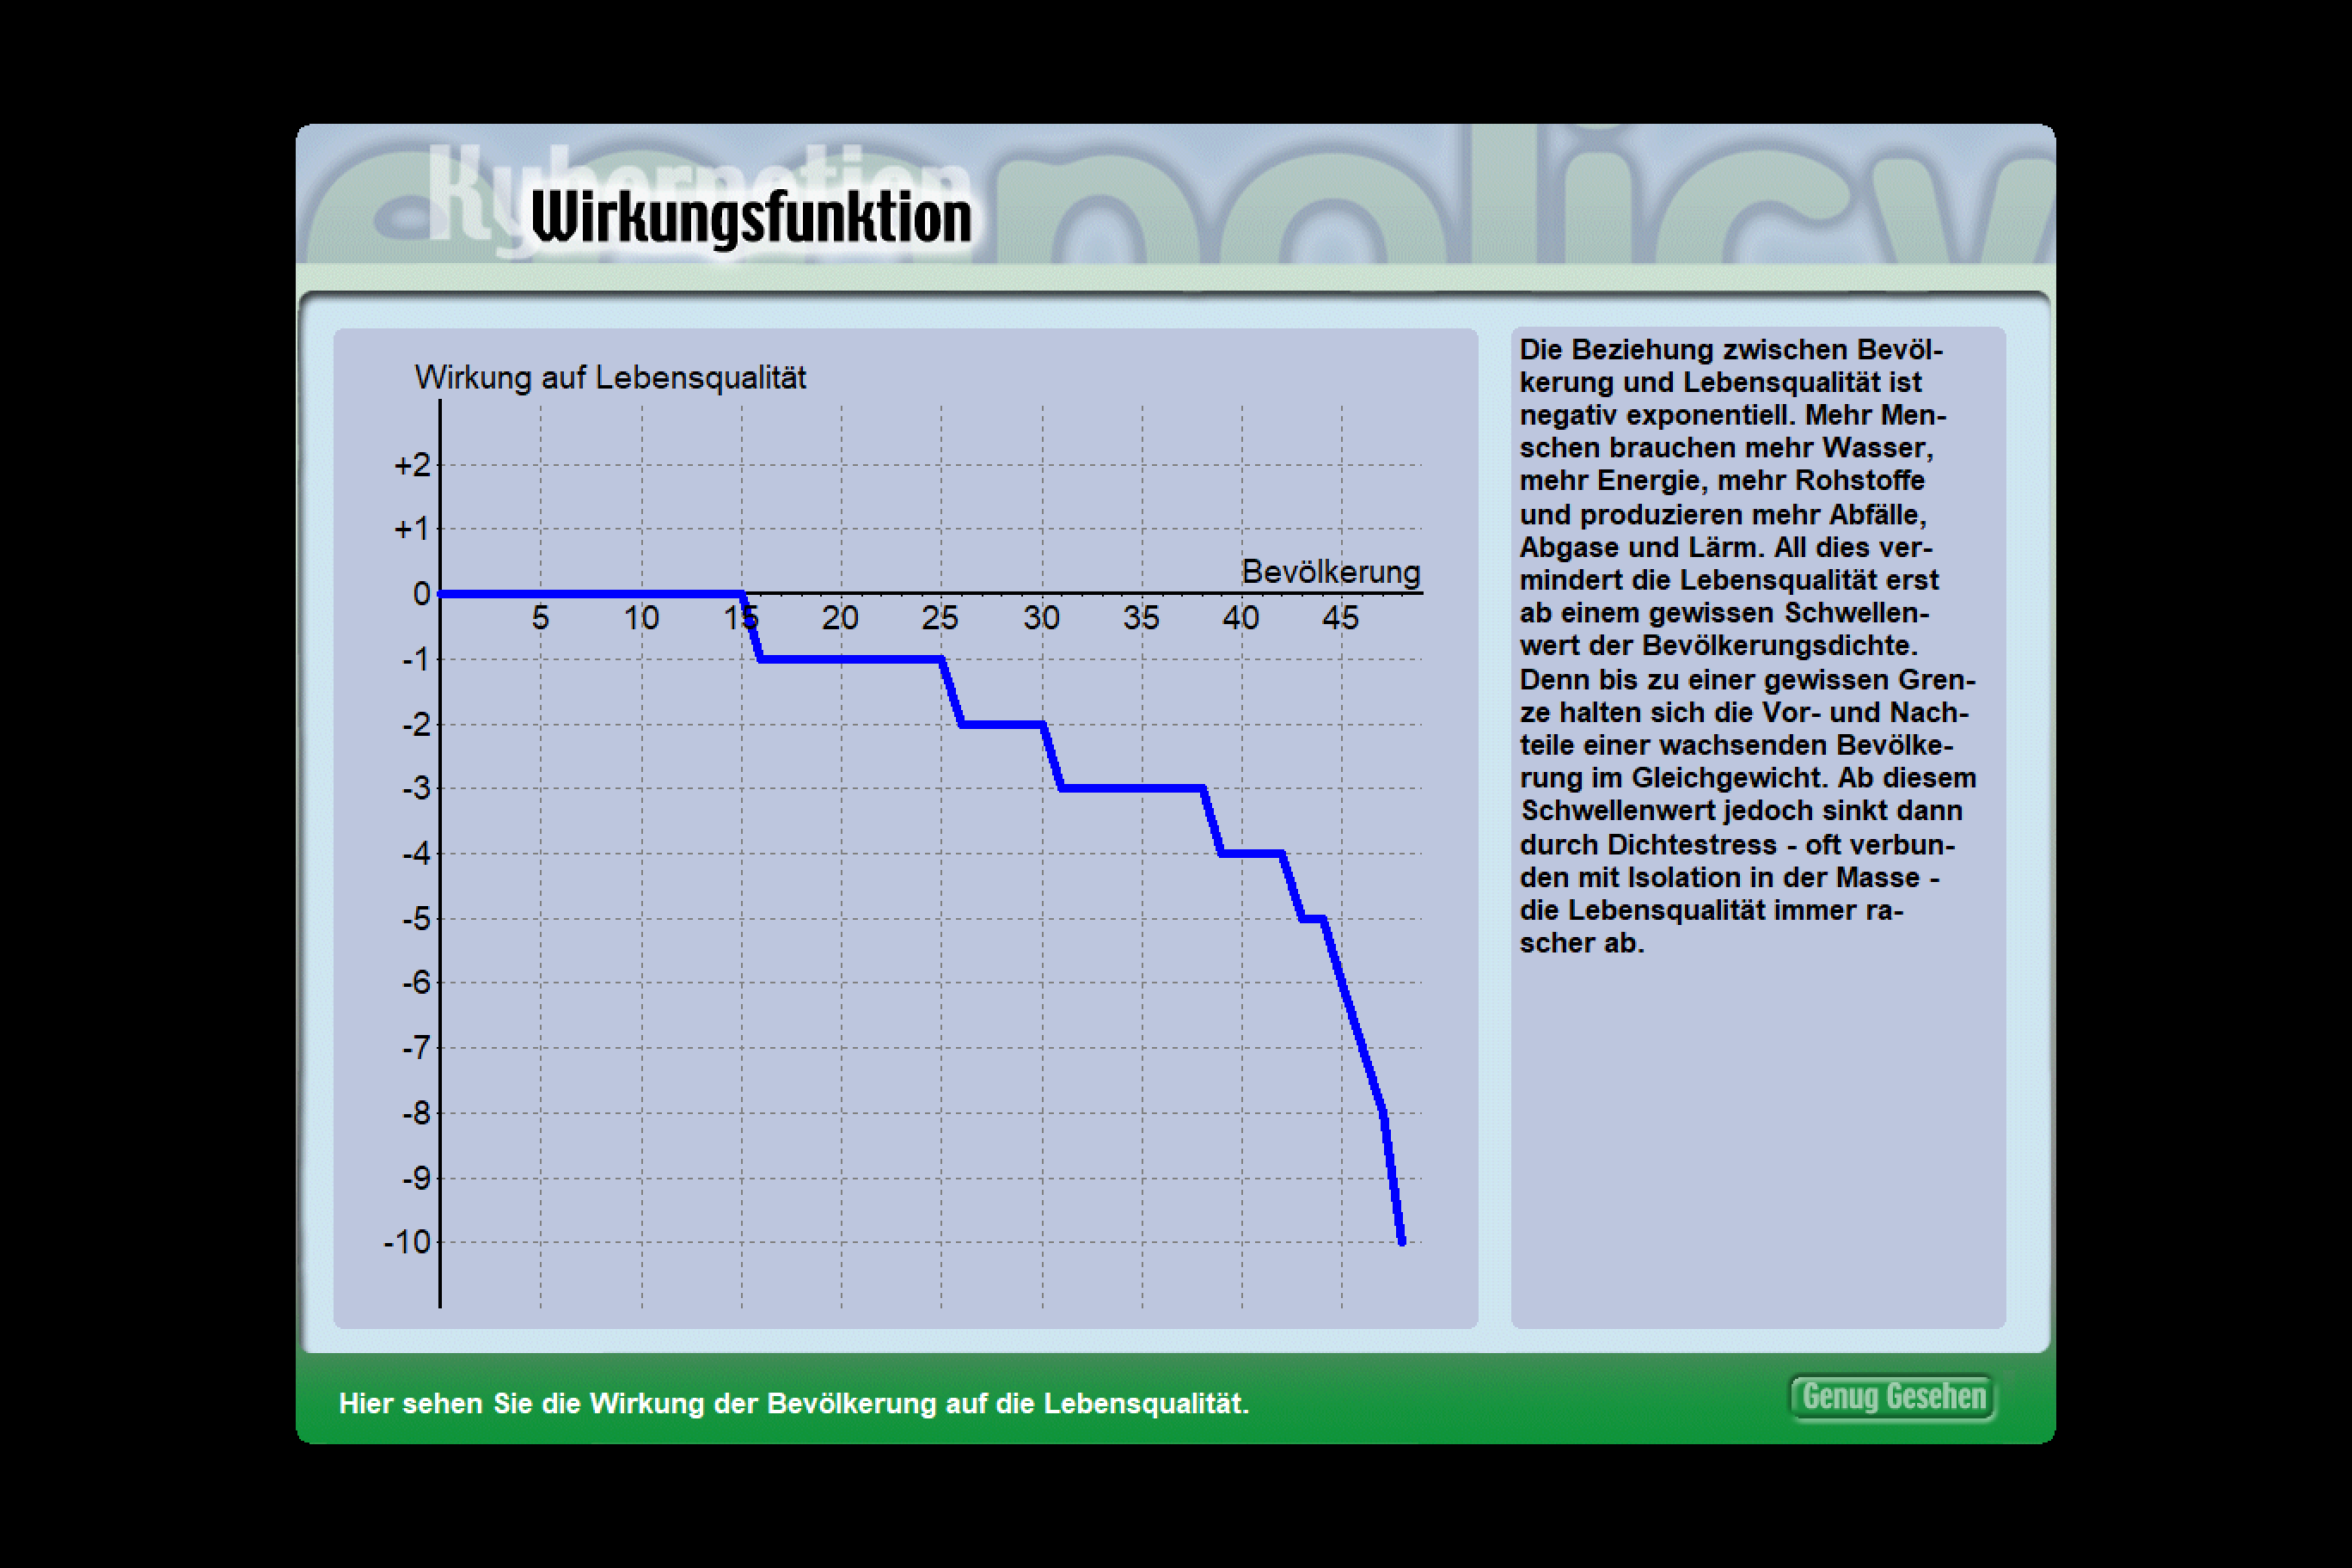 ecopolicy
Kybernetien
Wirkungsfunktion
Wirkung auf Lebensqualität
+2
+1
Bevölkerung
0
5 10 15 20 25 30 35 40 45
-1
-2
-3
-4
-5
-6
-7
-8
-9
-10
Die Beziehung zwischen Bevöl-
kerung und Lebensqualität ist
negativ exponentiell. Mehr Men-
schen brauchen mehr Wasser,
mehr Energie, mehr Rohstoffe
und produzieren mehr Abfälle,
Abgase und Lärm. All dies ver-
mindert die Lebensqualität erst
ab einem gewissen Schwellen-
wert der Bevölkerungsdichte.
Denn bis zu einer gewissen Gren-
ze halten sich die Vor- und Nach-
teile einer wachsenden Bevölke-
rung im Gleichgewicht. Ab diesem
Schwellenwert jedoch sinkt dann
durch Dichtestress - oft verbun-
den mit Isolation in der Masse -
die Lebensqualität immer ra-
scher ab.
Hier sehen Sie die Wirkung der Bevölkerung auf die Lebensqualität.
Genug Gesehen